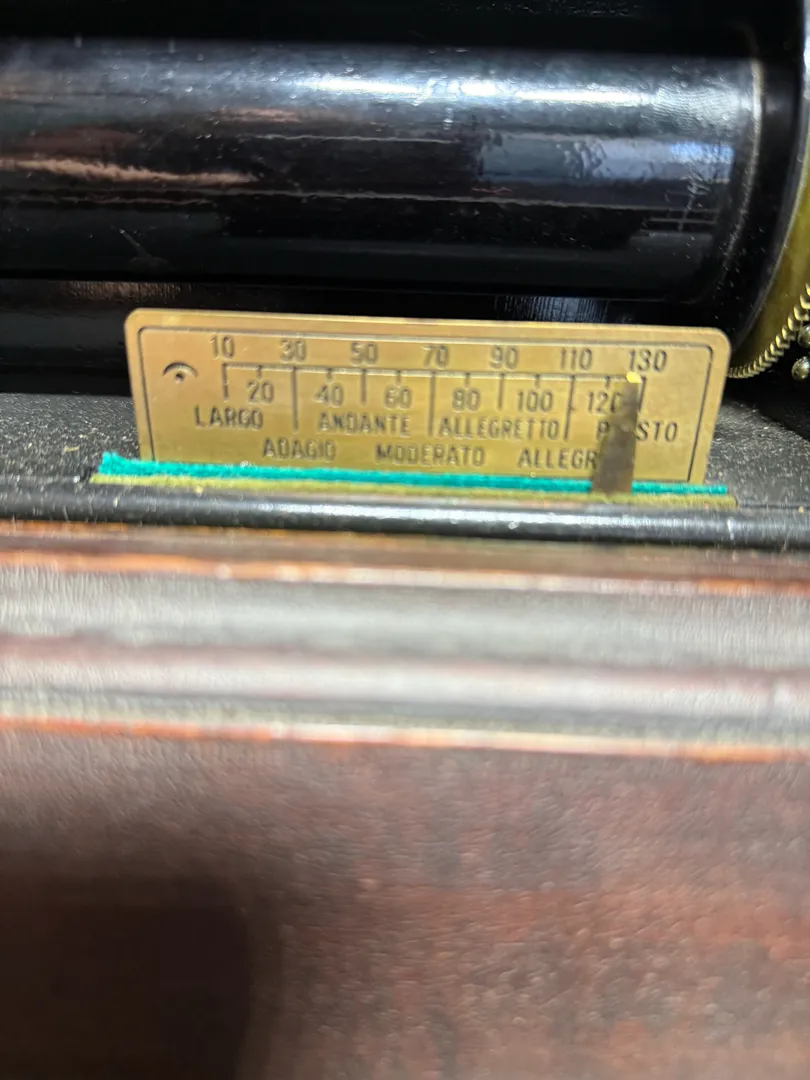 10 30 50 70 90 110 130
20 40 60 80 100 120
LARGO ANDANTE ALLEGRETTO
ADAGIO MODERATO